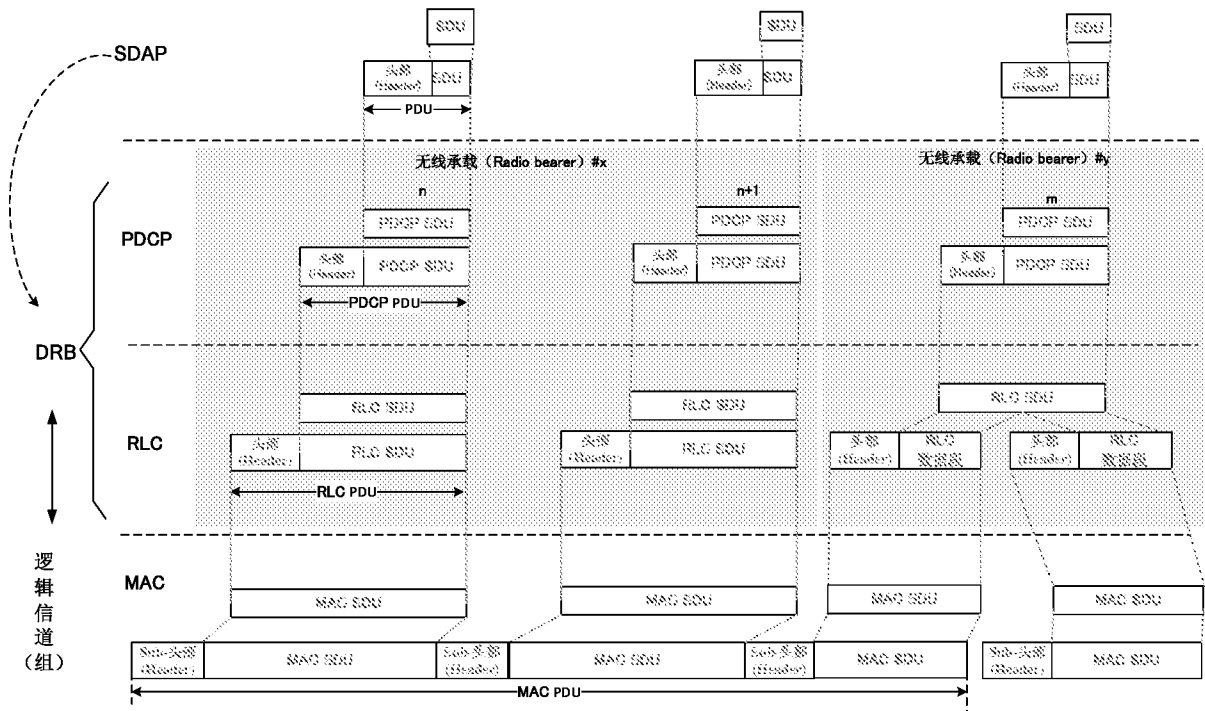 SDU
SDU
SDU
SDAP
头部
(Header)
SDU
头部
(Header)
SDU
头部
(Header)
SDU
PDU
无线承载（Radio bearer）#x
无线承载（Radio bearer）#y
n
n+1
m
PDCP SDU
PDCP SDU
PDCP SDU
PDCP
头部
(Header)
PDCP SDU
头部
(Header)
PDCP SDU
头部
(Header)
PDCP SDU
PDCP PDU
DRB
RLC SDU
RLC SDU
RLC SDU
RLC
头部
(Header)
RLC SDU
头部
(Header)
RLC SDU
头部
(Header)
RLC
数据段
头部
(Header)
RLC
数据段
RLC PDU
逻辑信道（组）
MAC
MAC SDU
MAC SDU
MAC SDU
MAC SDU
Sub-头部
(Header)
MAC SDU
Sub-头部
(Header)
MAC SDU
Sub-头部
(Header)
MAC SDU
Sub-头部
(Header)
MAC SDU
MAC PDU